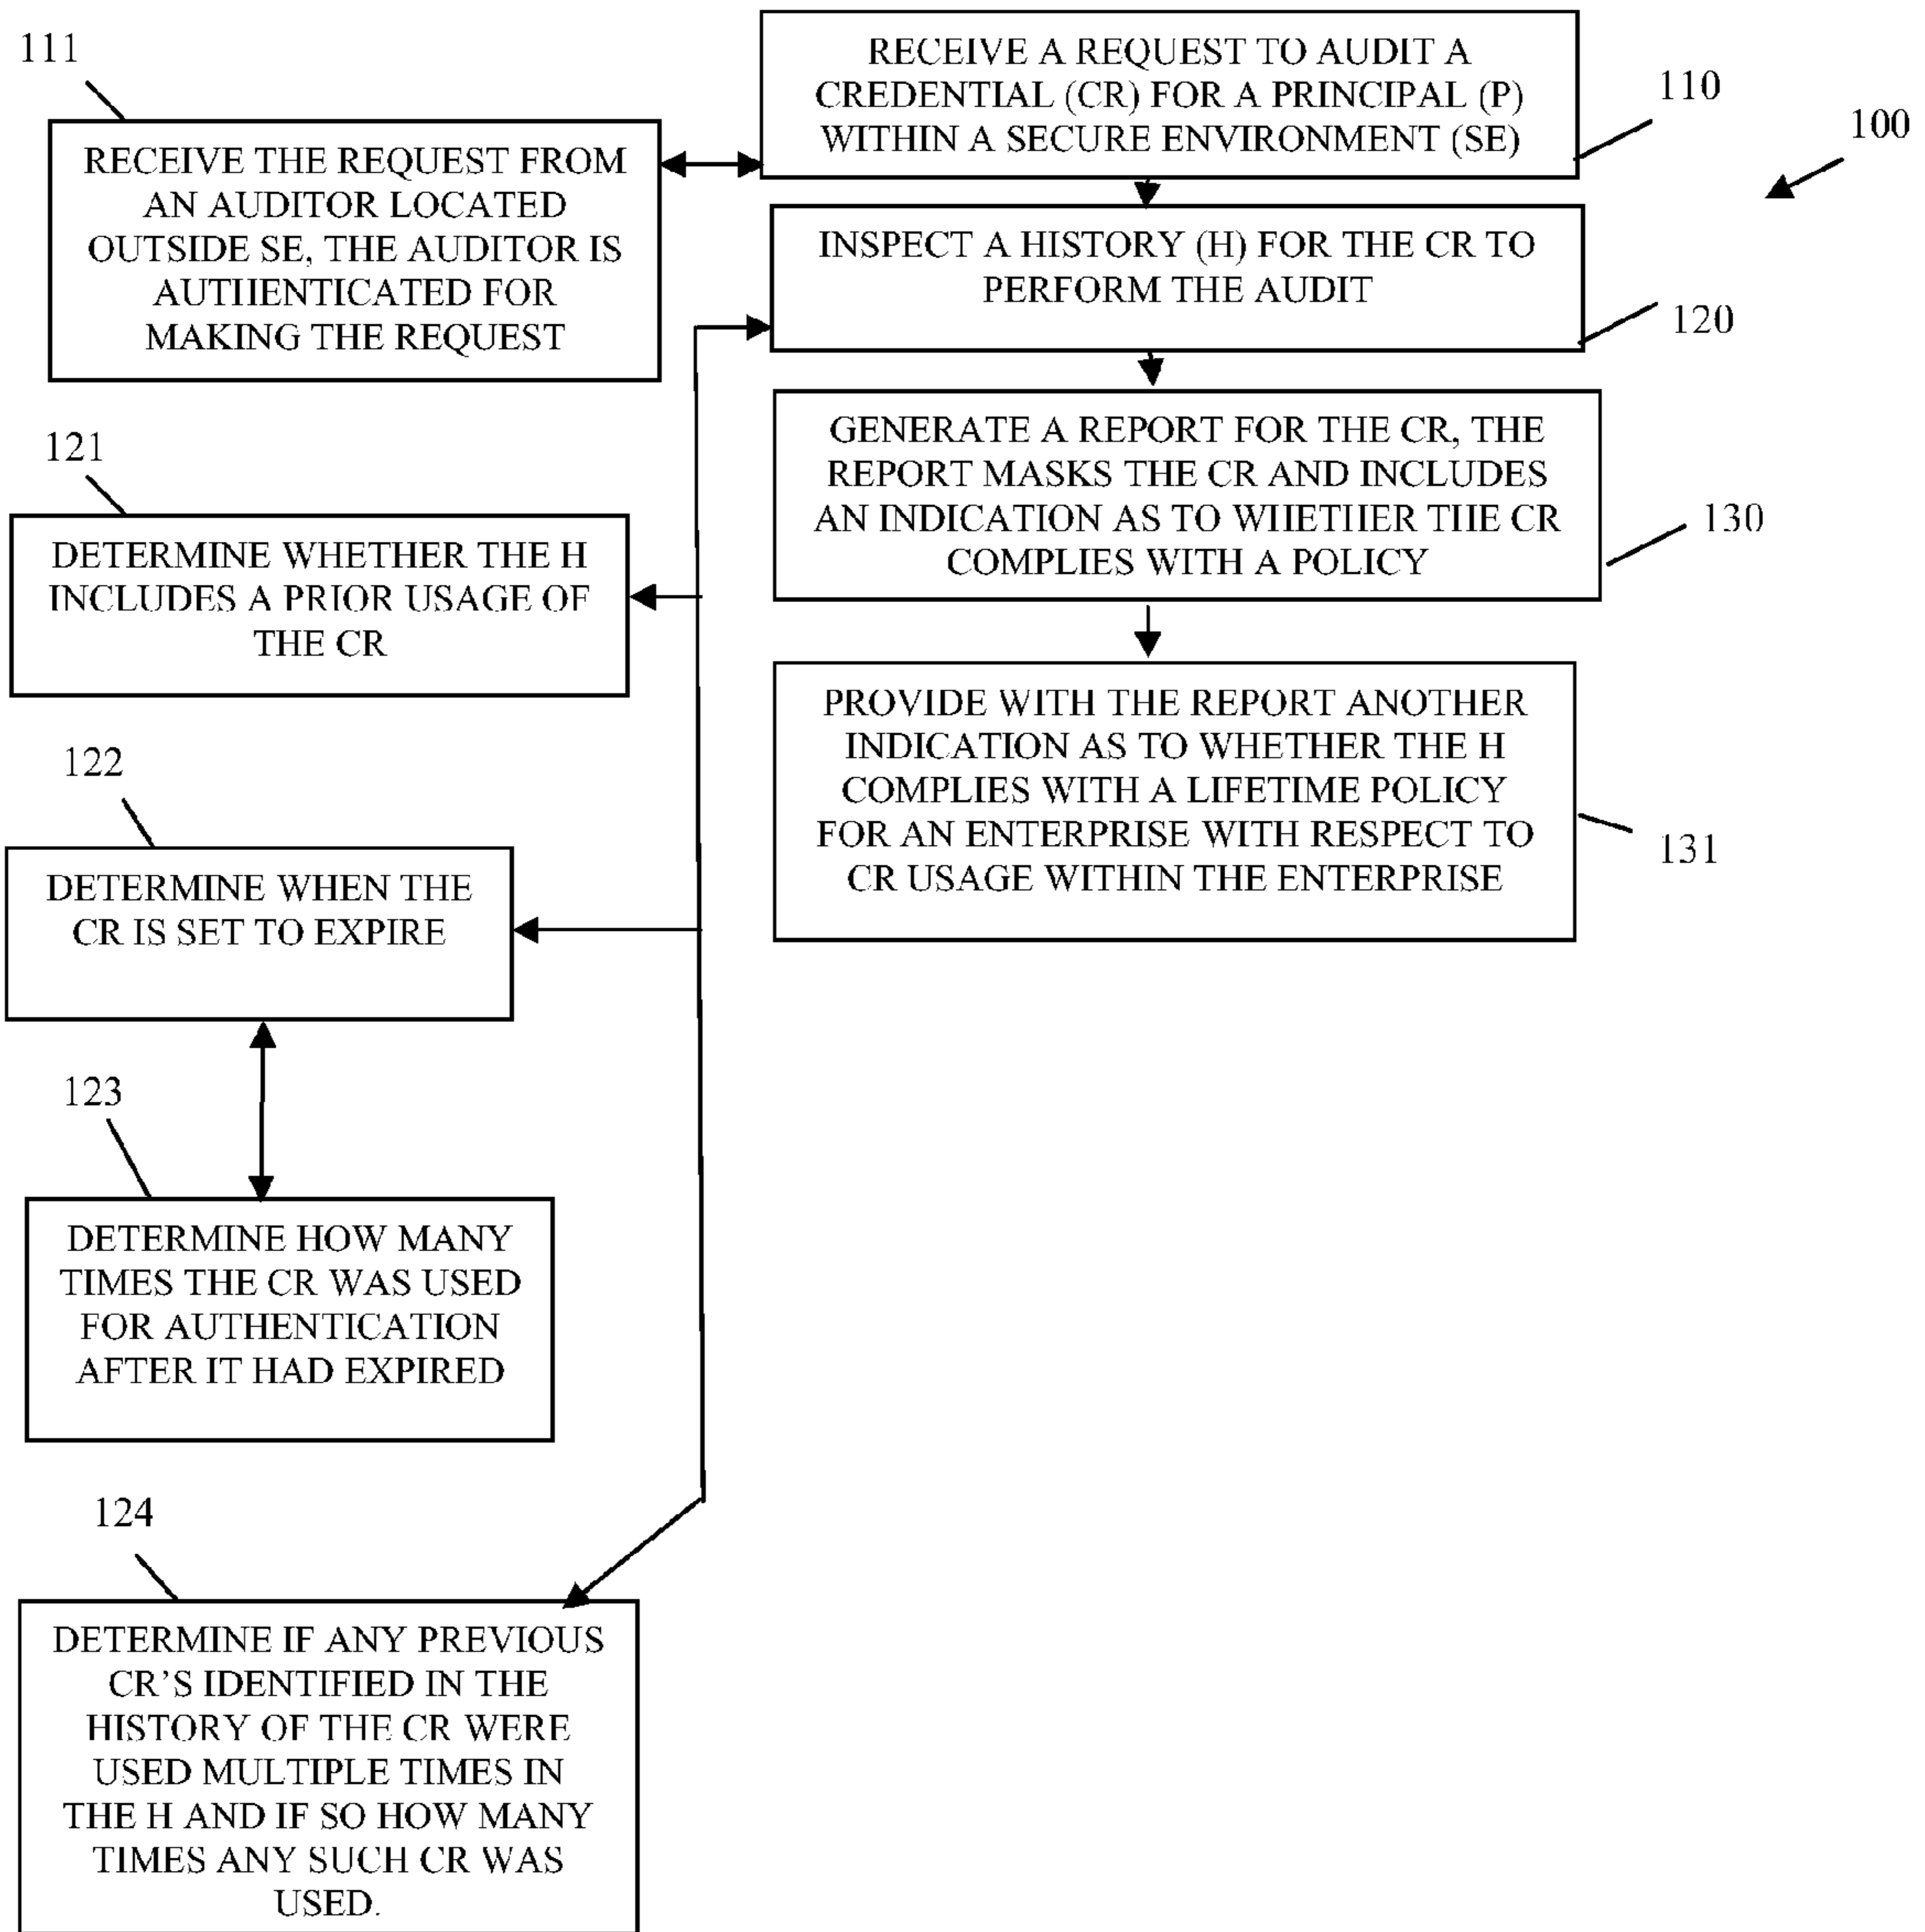 111
RECEIVE A REQUEST TO AUDIT A
CREDENTIAL (CR) FOR A PRINCIPAL (P)
WITHIN A SECURE ENVIRONMENT (SE)
110
100
RECEIVE THE REQUEST FROM
AN AUDITOR LOCATED
OUTSIDE SE, THE AUDITOR IS
AUTHENTICATED FOR
MAKING THE REQUEST
INSPECT A HISTORY (H) FOR THE CR TO
PERFORM THE AUDIT
120
121
GENERATE A REPORT FOR THE CR, THE
REPORT MASKS THE CR AND INCLUDES
AN INDICATION AS TO WHETHER THE CR
COMPLIES WITH A POLICY
130
DETERMINE WHETHER THE H
INCLUDES A PRIOR USAGE OF
THE CR
PROVIDE WITH THE REPORT ANOTHER
INDICATION AS TO WHETHER THE H
COMPLIES WITH A LIFETIME POLICY
FOR AN ENTERPRISE WITH RESPECT TO
CR USAGE WITHIN THE ENTERPRISE
131
122
DETERMINE WHEN THE
CR IS SET TO EXPIRE
123
DETERMINE HOW MANY
TIMES THE CR WAS USED
FOR AUTHENTICATION
AFTER IT HAD EXPIRED
124
DETERMINE IF ANY PREVIOUS
CR'S IDENTIFIED IN THE
HISTORY OF THE CR WERE
USED MULTIPLE TIMES IN
THE H AND IF SO HOW MANY
TIMES ANY SUCH CR WAS
USED.